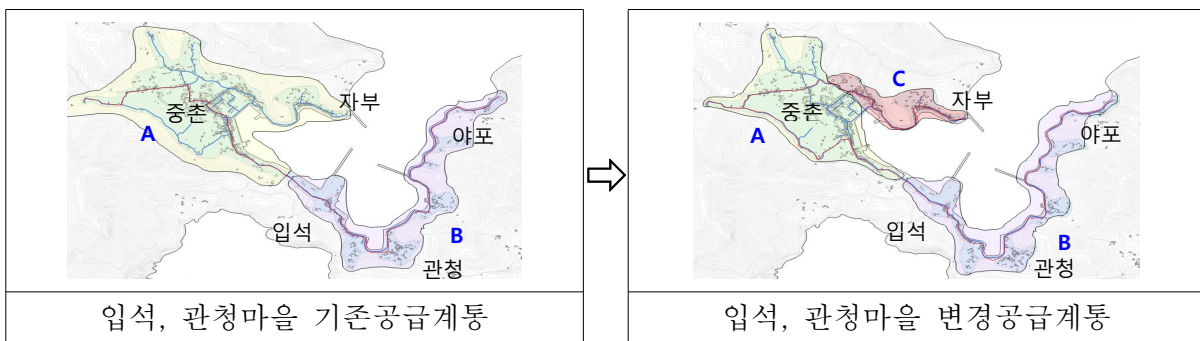 중촌
자부
A
야포
입석
B
관청
입석, 관청마을 기존공급계통
C
중촌
자부
A
야포
입석
B
관청
입석, 관청마을 변경공급계통